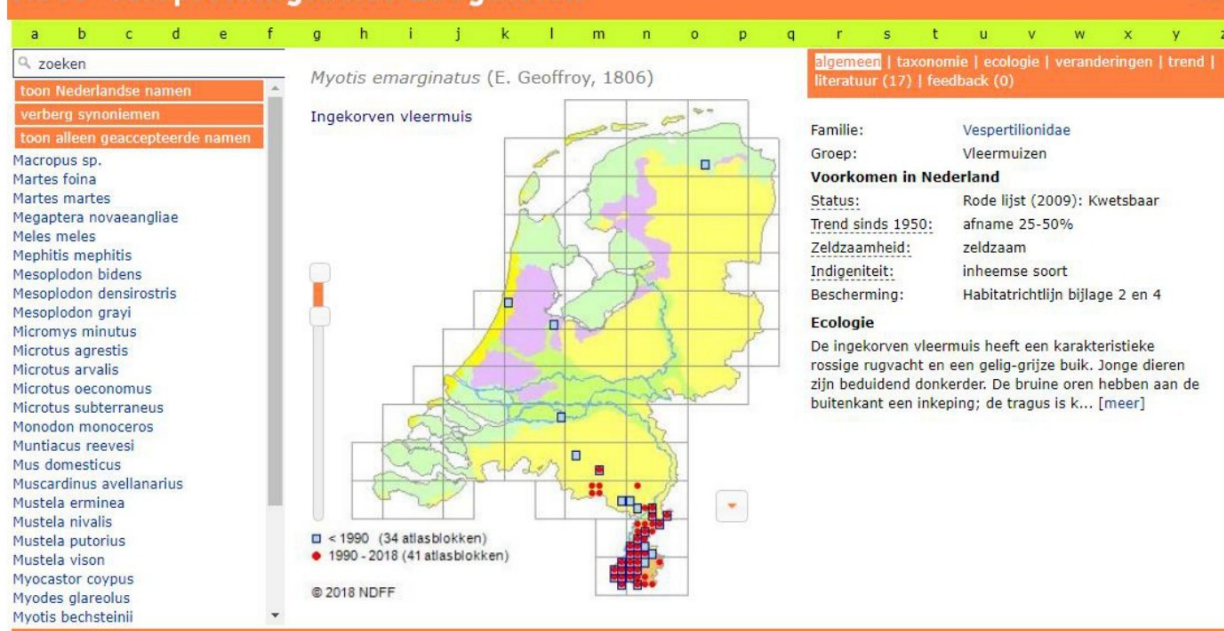 a b c d e f g h i j k l m n o p q r s t u v w x y z
zoeken
toon Nederlandse namen
verberg synoniemen
toon alleen geaccepteerde namen
Macropus sp.
Martes foina
Martes martes
Megaptera novaeangliae
Meles meles
Mephitis mephitis
Mesoplodon bidens
Mesoplodon densirostris
Mesoplodon grayi
Micromys minutus
Microtus agrestis
Microtus arvalis
Microtus oeconomus
Microtus subterraneus
Monodon monoceros
Muntiacus reevesi
Mus domesticus
Muscardinus avellanarius
Mustela erminea
Mustela nivalis
Mustela putorius
Mustela vison
Myocastor coypus
Myodes glareolus
Myotis bechsteinii
Myotis emarginatus (E. Geoffroy, 1806)
Ingekorven vleermuis
< 1990 (34 atlasblokken)
1990 - 2018 (41 atlasblokken)
© 2018 NDFF
algemeen | taxonomie | ecologie | veranderingen | trend |
literatuur (17) | feedback (0)
Familie: Vespertilionidae
Groep: Vleermuizen
Voorkomen in Nederland
Status: Rode lijst (2009): Kwetsbaar
Trend sinds 1950: afname 25-50%
Zeldzaamheid: zeldzaam
Indigeniteit: inheemse soort
Bescherming: Habitatrichtlijn bijlage 2 en 4
Ecologie
De ingekorven vleermuis heeft een karakteristieke
rossige rugvacht en een gelig-grijze buik. Jonge dieren
zijn beduidend donkerder. De bruine oren hebben aan de
buitenkant een inkeping; de tragus is k... [meer]